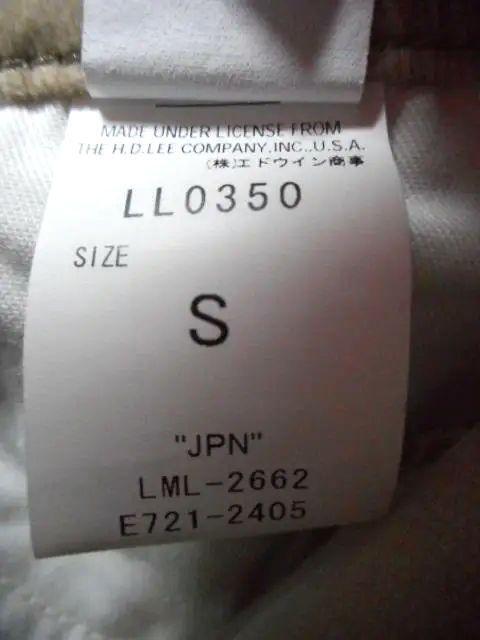 MADE UNDER LICENSE FROM
THE H.D.LEE COMPANY,INC.,U.S.A.
(株)エドウイン商事
LL0350
SIZE
S
"JPN"
LML-2662
E721-2405